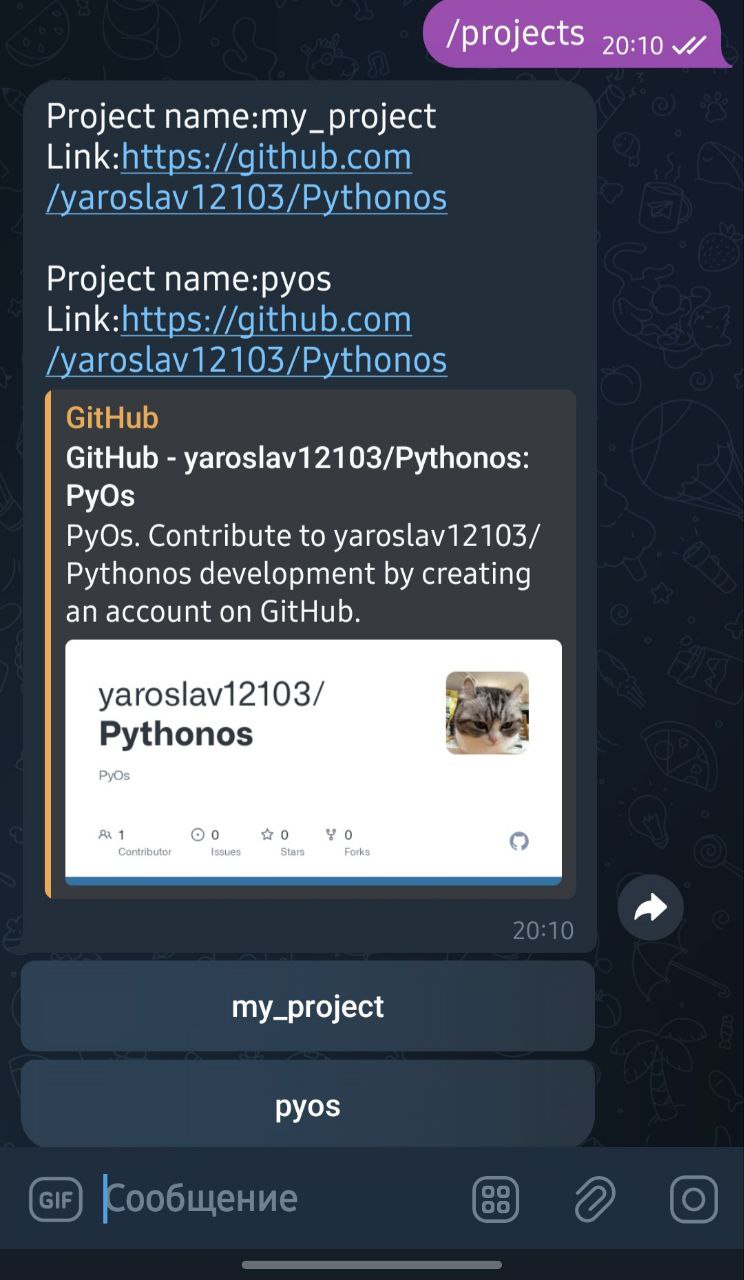 /projects 20:10
Project name:my_project
Link:https://github.com
/yaroslav12103/Pythonos
Project name:pyos
Link:https://github.com
/yaroslav12103/Pythonos
GitHub
GitHub - yaroslav12103/Pythonos:
PyOs
PyOs. Contribute to yaroslav12103/
Pythonos development by creating
an account on GitHub.
yaroslav12103/
Pythonos
PyOs
1 0 0 0
Contributor Issues Stars Forks
20:10
my_project
pyos
GIF Сообщение